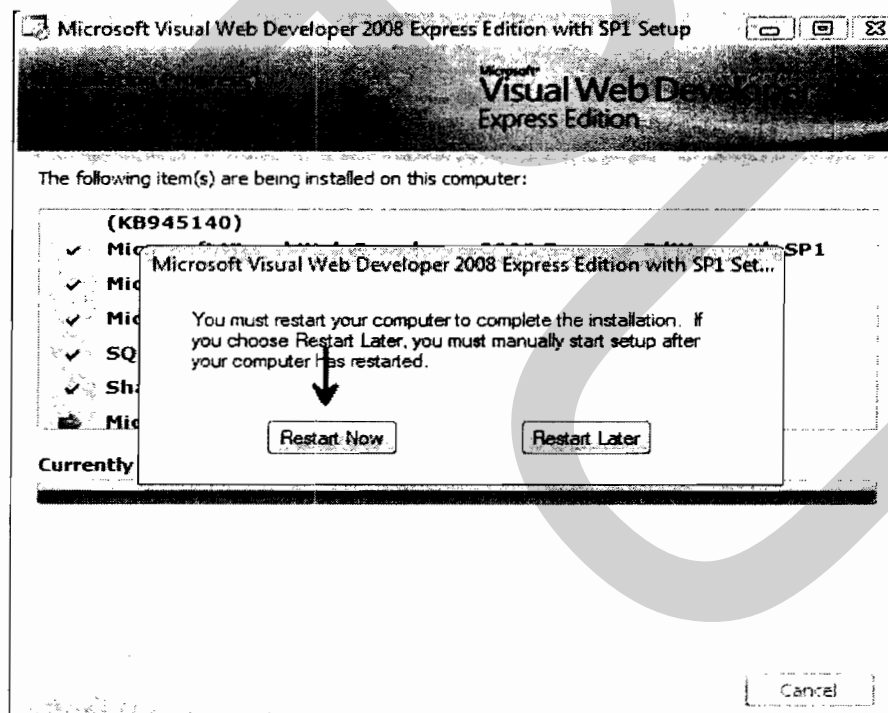 Microsoft Visual Web Developer 2008 Express Edition with SP1 Setup
Microsoft
Visual Web Developer
Express Edition
The following item(s) are being installed on this computer:
(KB945140)
SP1
Microsoft Visual Web Developer 2008 Express Edition with SP1 Set...
You must restart your computer to complete the installation. If
you choose Restart Later, you must manually start setup after
your computer has restarted.
Restart Now
Restart Later
Currently
Cancel